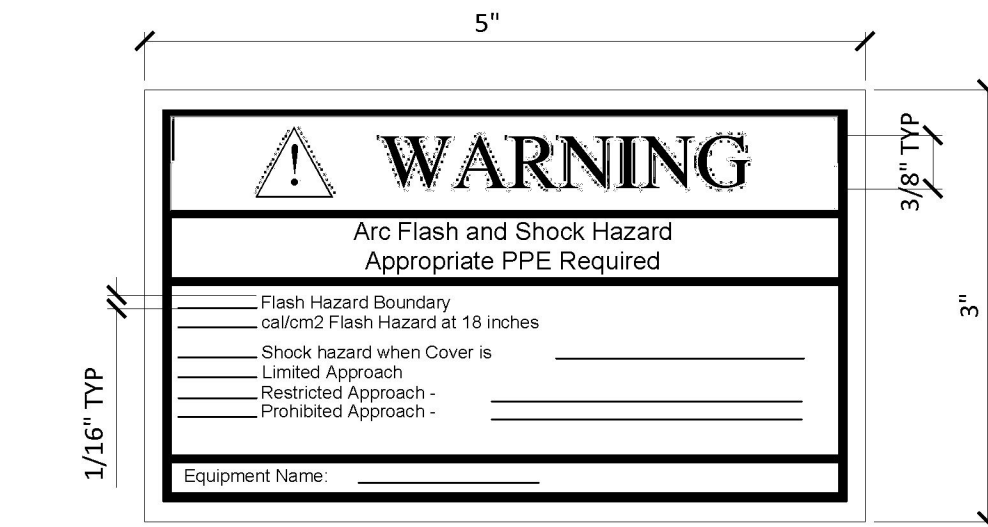 5"
WARNING
3/8" TYP
Arc Flash and Shock Hazard
Appropriate PPE Required
Flash Hazard Boundary
cal/cm2 Flash Hazard at 18 inches
3"
Shock hazard when Cover is
Limited Approach
Restricted Approach -
Prohibited Approach -
1/16" TYP
Equipment Name: